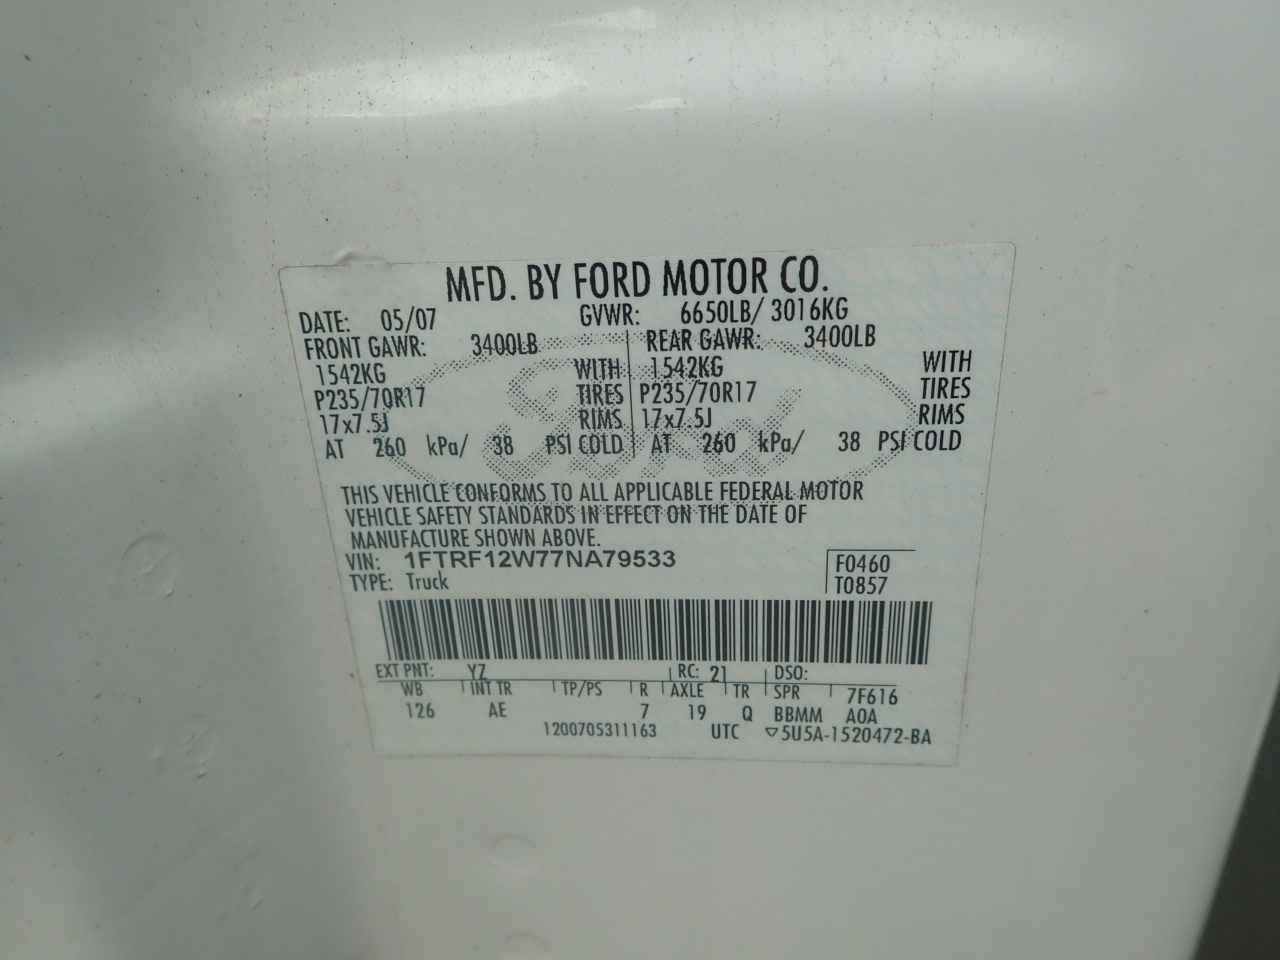 MFD. BY FORD MOTOR CO.
DATE: 05/07 GVWR: 6650LB/ 3016KG
FRONT GAWR: 3400LB REAR GAWR: 3400LB
1542KG WITH 1542KG WITH
P235/70R17 TIRES P235/70R17 TIRES
17x7.5J RIMS 17x7.5J RIMS
AT 260 kPa/ 38 PSI COLD AT 260 kPa/ 38 PSI COLD
Ford
THIS VEHICLE CONFORMS TO ALL APPLICABLE FEDERAL MOTOR
VEHICLE SAFETY STANDARDS IN EFFECT ON THE DATE OF
MANUFACTURE SHOWN ABOVE.
VIN: 1FTRF12W77NA79533 F0460
TYPE: Truck T0857
EXT PNT: YZ RC: 21 DSO:
WB INT TR TP/PS R AXLE TR SPR 7F616
126 AE 7 19 Q BBMM A0A
1200705311163 UTC ▽5U5A-1520472-BA